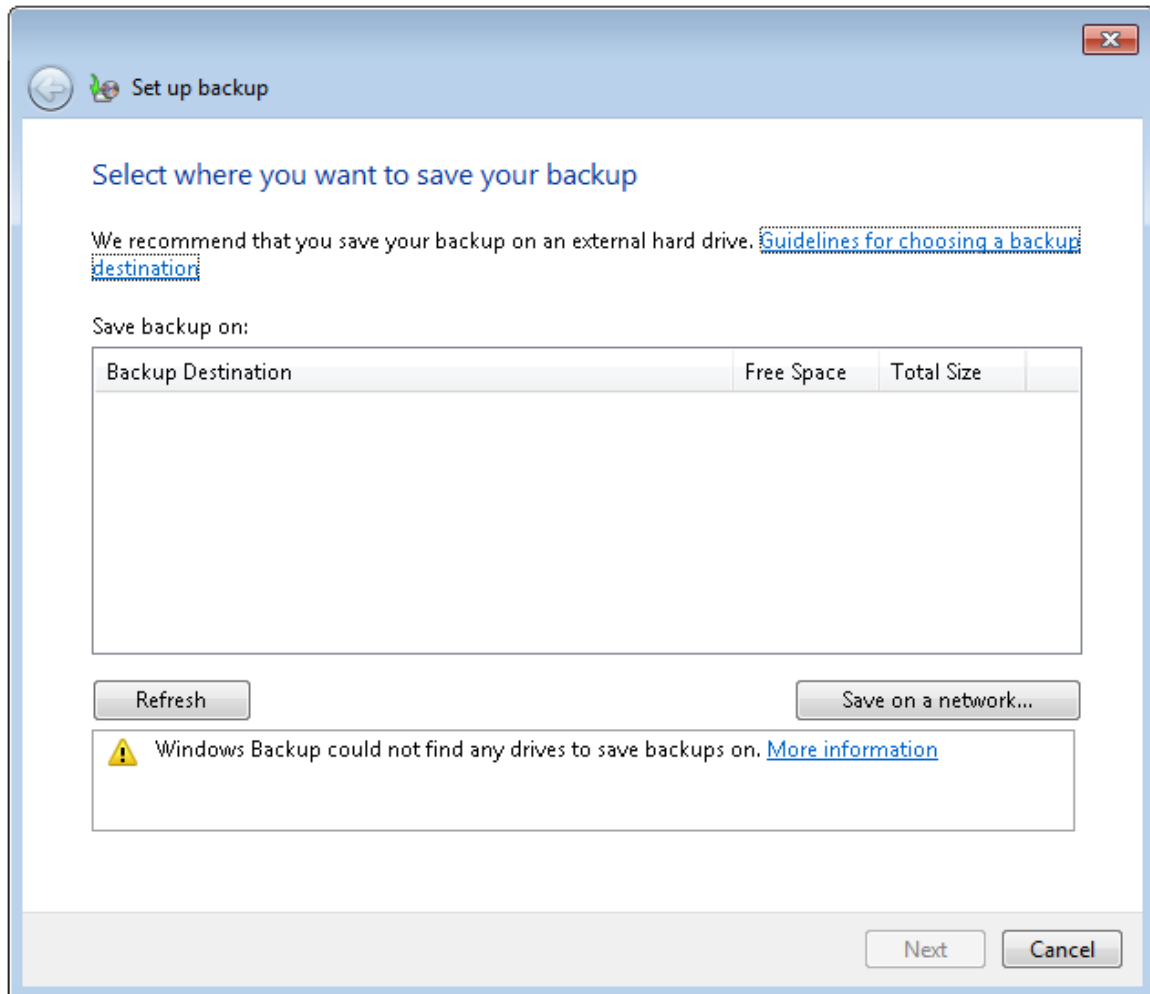 Set up backup
Select where you want to save your backup
We recommend that you save your backup on an external hard drive. Guidelines for choosing a backup
destination
Save backup on:
Backup Destination Free Space Total Size
Refresh Save on a network...
Windows Backup could not find any drives to save backups on. More information
Next Cancel